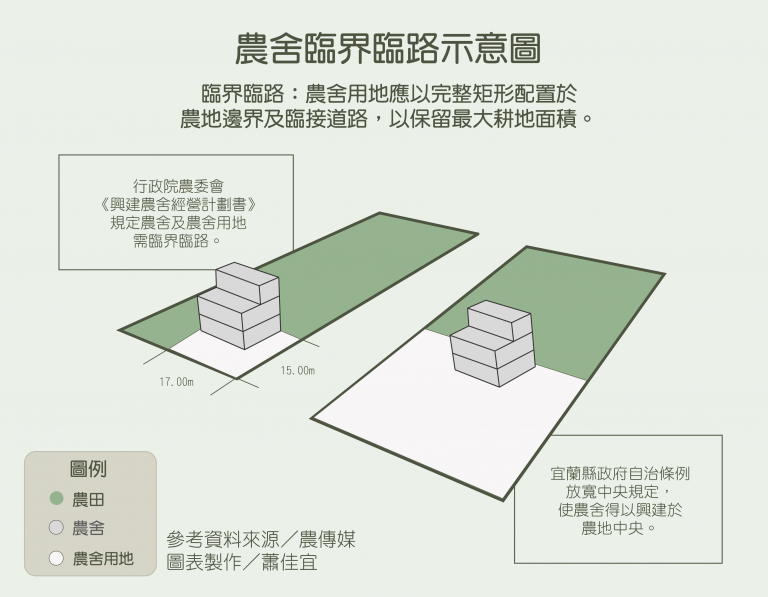 農舍臨界臨路示意圖
臨界臨路：農舍用地應以完整矩形配置於
農地邊界及臨接道路，以保留最大耕地面積。
行政院農委會
《興建農舍經營計劃書》
規定農舍及農舍用地
需臨界臨路。
17.00m
15.00m
宜蘭縣政府自治條例
放寬中央規定，
使農舍得以興建於
農地中央。
圖例
農田
農舍
農舍用地
參考資料來源／農傳媒
圖表製作／蕭佳宜